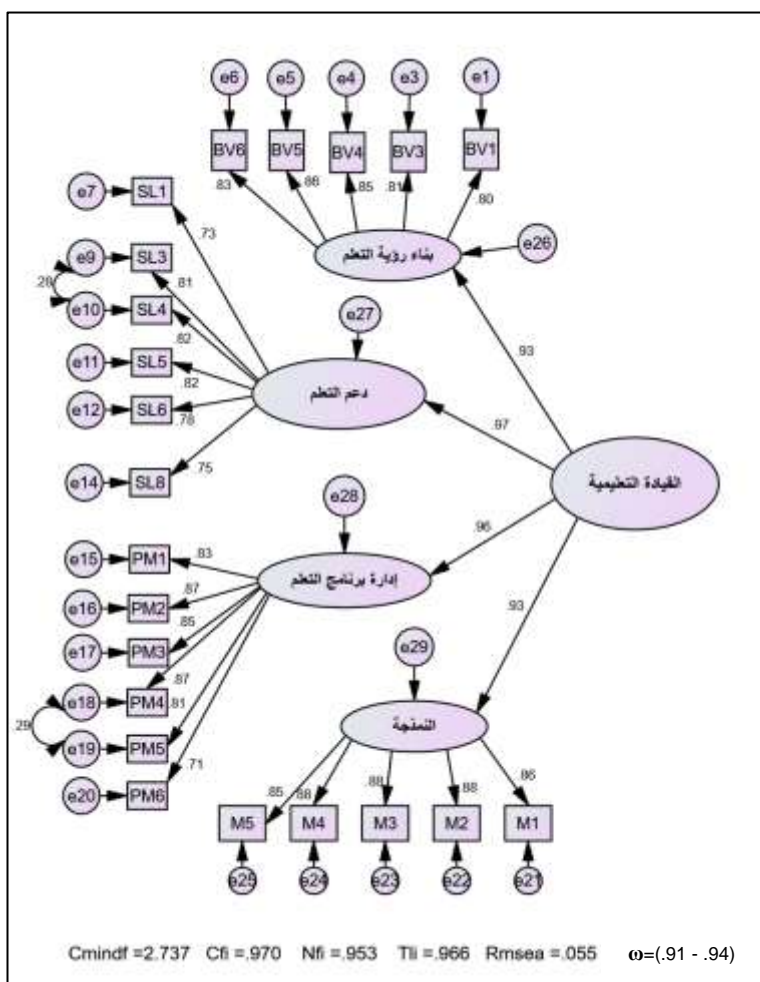 e6 e5 e4 e3 e1
BV6 BV5 BV4 BV3 BV1
.83 .86 .85 .81 .80
بناء رؤية التعلم
e26
e7 SL1
.73
e9 SL3
.28
.81
e10 SL4
.82
e11 SL5
.82
e12 SL6
.78
e14 SL8
.75
e27
دعم التعلم
.93
.97
القيادة التعليمية
.96
.93
e28
إدارة برنامج التعلم
e15 PM1
.83
e16 PM2
.87
e17 PM3
.85
e18 PM4
.87
.29
.81
e19 PM5
e20 PM6
.71
e29
النمذجة
.85 .88 .88 .88 .86
M5 M4 M3 M2 M1
e25 e24 e23 e22 e21
Cmindf =2.737 Cfi =.970 Nfi =.953 Tli =.966 Rmsea =.055 ω=(.91 - .94)